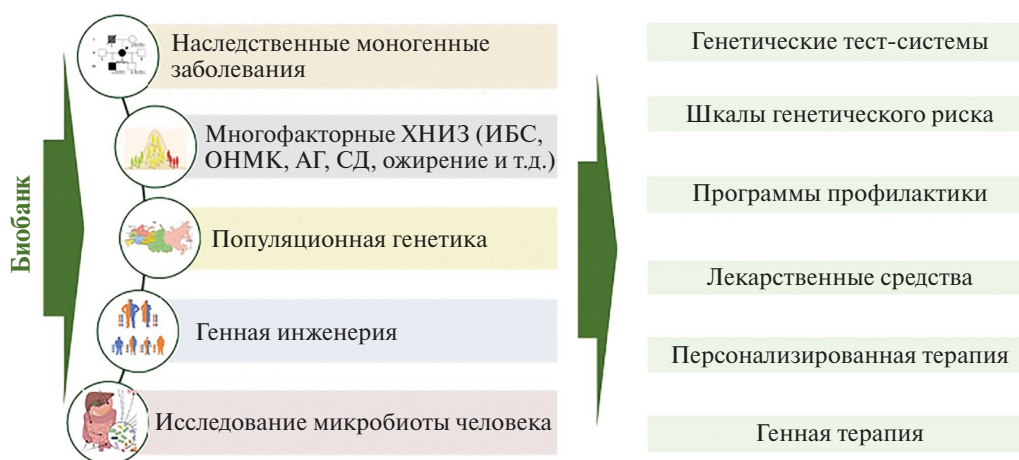 Биобанк
Наследственные моногенные
заболевания
Многофакторные ХНИЗ (ИБС,
ОНМК, АГ, СД, ожирение и т.д.)
Популяционная генетика
Генная инженерия
Исследование микробиоты человека
Генетические тест-системы
Шкалы генетического риска
Программы профилактики
Лекарственные средства
Персонализированная терапия
Генная терапия